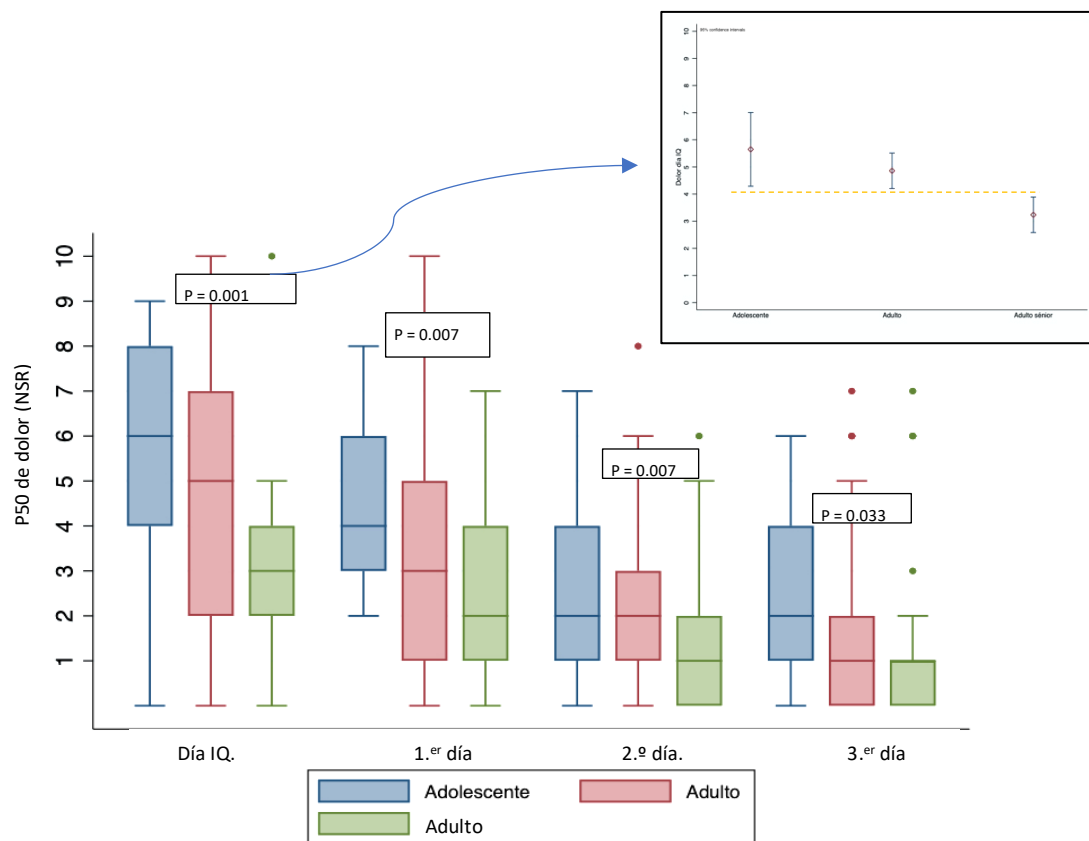 95% confidence intervals
10
9
8
7
6
5
4
3
2
1
0
Dolor día IQ
Adolescente Adulto Adulto sénior
P50 de dolor (NSR)
10
9
8
7
6
5
4
3
2
1
P = 0.001
P = 0.007
P = 0.007
P = 0.033
Día IQ. 1.er día 2.º día. 3.er día
Adolescente Adulto
Adulto